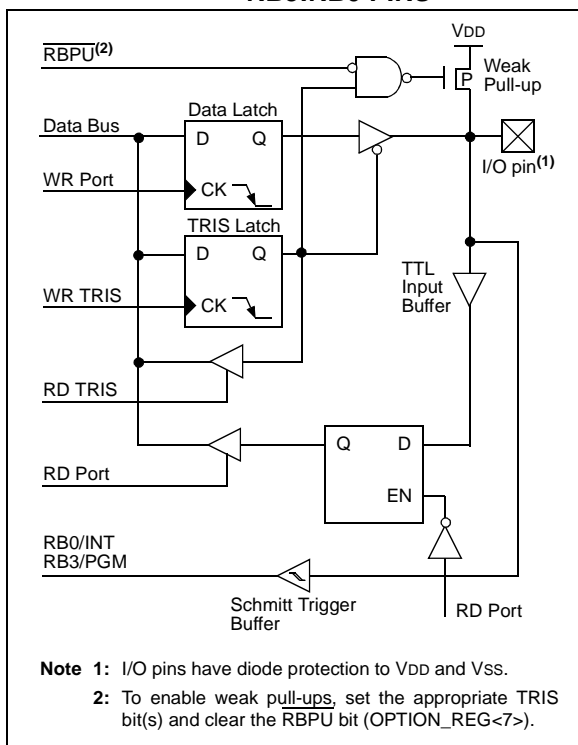 VDD
RBPU(2)
Weak
Pull-up
P
Data Latch
Data Bus
D Q
I/O pin(1)
WR Port
CK
TRIS Latch
D Q
TTL
Input
Buffer
WR TRIS
CK
RD TRIS
Q D
RD Port
EN
RB0/INT
RB3/PGM
Schmitt Trigger
Buffer
RD Port
Note 1: I/O pins have diode protection to VDD and VSS.
2: To enable weak pull-ups, set the appropriate TRIS
bit(s) and clear the RBPU bit (OPTION_REG<7>).